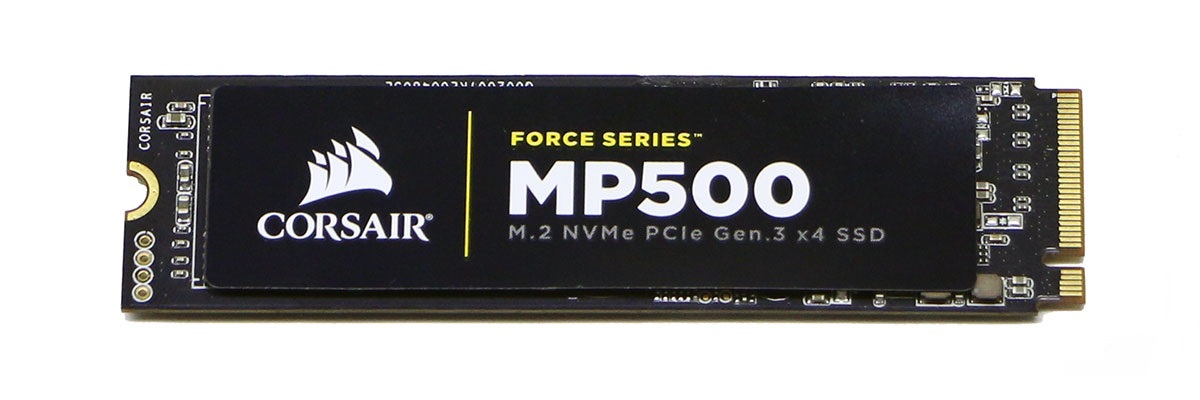 CORSAIR
CORSAIR®
FORCE SERIES™
MP500
M.2 NVMe PCIe Gen.3 x4 SSD